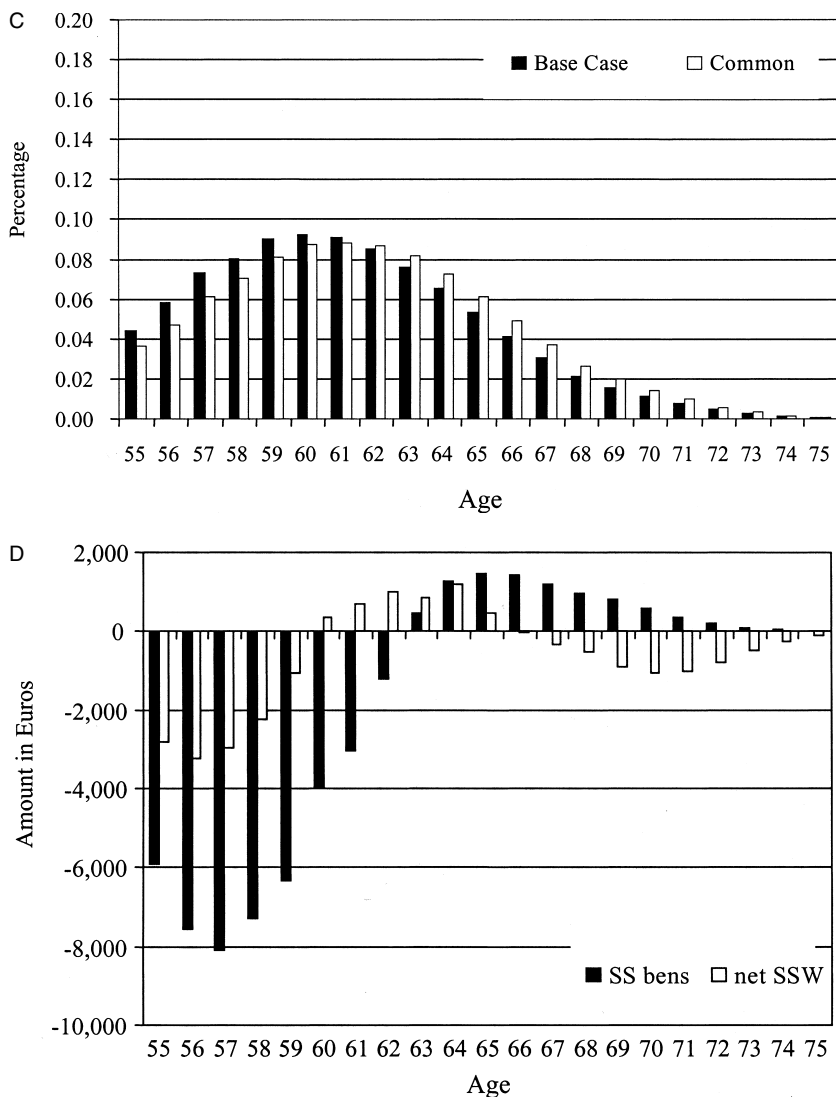 C
0.20
0.18
0.16
0.14
0.12
0.10
0.08
0.06
0.04
0.02
0.00
Percentage
Base Case Common
55 56 57 58 59 60 61 62 63 64 65 66 67 68 69 70 71 72 73 74 75
Age
D
2,000
0
-2,000
-4,000
-6,000
-8,000
-10,000
Amount in Euros
SS bens net SSW
55 56 57 58 59 60 61 62 63 64 65 66 67 68 69 70 71 72 73 74 75
Age